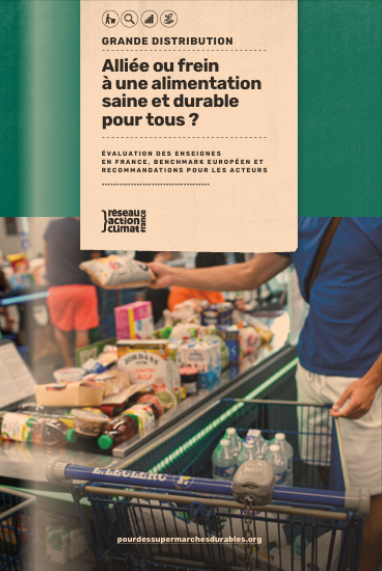 GRANDE DISTRIBUTION
Alliée ou frein
à une alimentation
saine et durable
pour tous ?
ÉVALUATION DES ENSEIGNES
EN FRANCE, BENCHMARK EUROPÉEN ET
RECOMMANDATIONS POUR LES ACTEURS
réseau
action
climat
france
JORDANS
E.LECLERC
pourdessupermarchesdurables.org